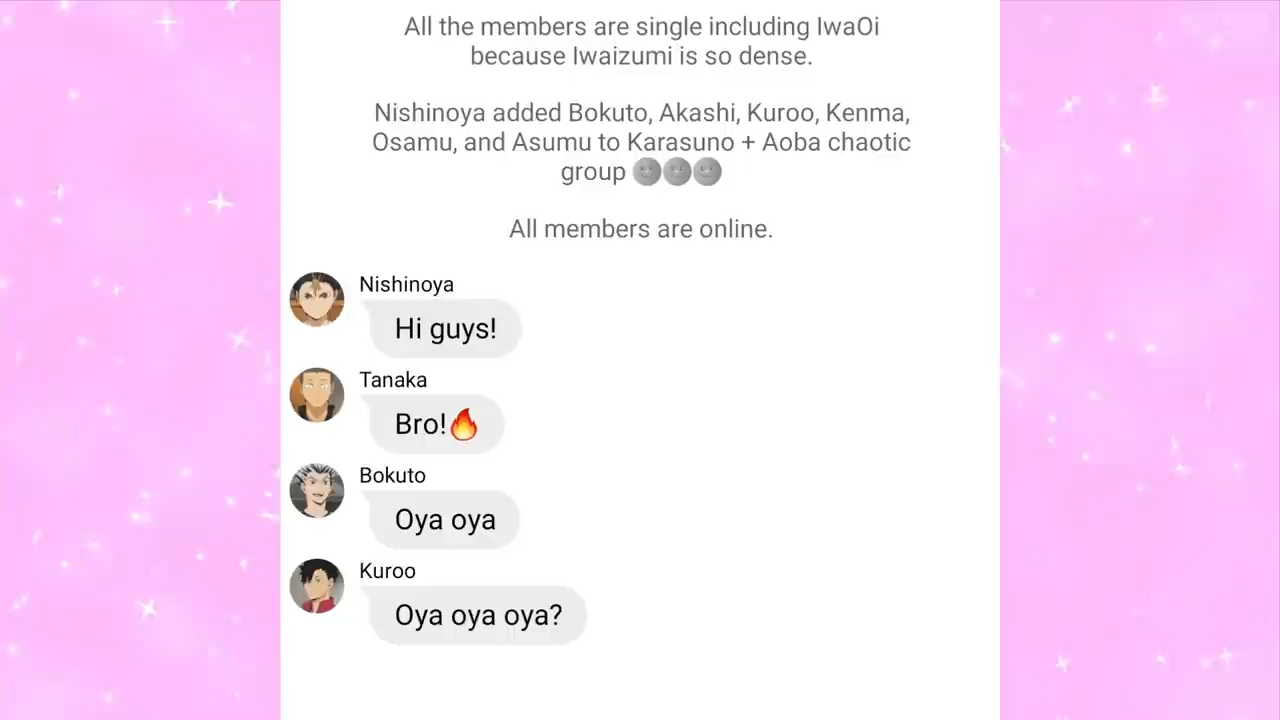 All the members are single including IwaOi
because Iwaizumi is so dense.
Nishinoya added Bokuto, Akashi, Kuroo, Kenma,
Osamu, and Asumu to Karasuno + Aoba chaotic
group 🌚🌚🌚
All members are online.
Nishinoya
Hi guys!
Tanaka
Bro!🔥
Bokuto
Oya oya
Kuroo
Oya oya oya?